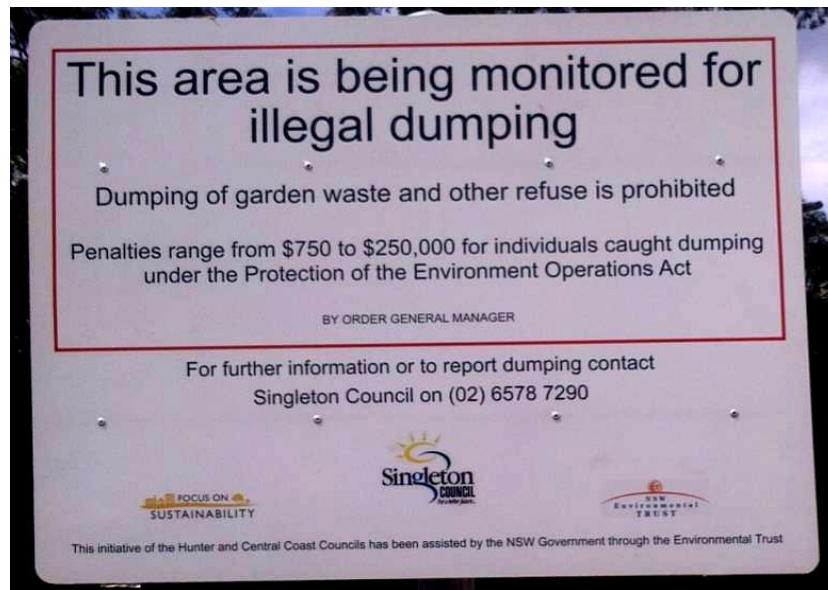 This area is being monitored for
illegal dumping
Dumping of garden waste and other refuse is prohibited
Penalties range from $750 to $250,000 for individuals caught dumping
under the Protection of the Environment Operations Act
BY ORDER GENERAL MANAGER
For further information or to report dumping contact
Singleton Council on (02) 6578 7290
Singleton
COUNCIL
FOCUS ON
SUSTAINABILITY
NSW
Environmental
TRUST
This initiative of the Hunter and Central Coast Councils has been assisted by the NSW Government through the Environmental Trust